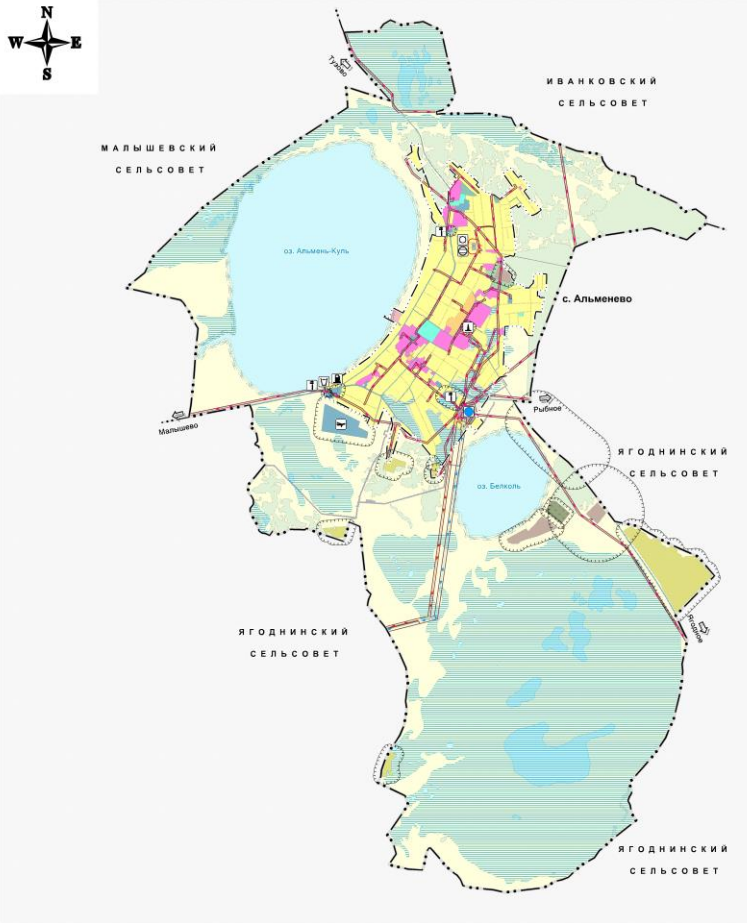 N
W E
S
Тузово
ИВАНКОВСКИЙ
СЕЛЬСОВЕТ
МАЛЫШЕВСКИЙ
СЕЛЬСОВЕТ
оз. Альмень-Куль
с. Альменево
Малышево
Рыбное
ЯГОДНИНСКИЙ
СЕЛЬСОВЕТ
оз. Белколь
ЯГОДНИНСКИЙ
СЕЛЬСОВЕТ
Ягодное
ЯГОДНИНСКИЙ
СЕЛЬСОВЕТ